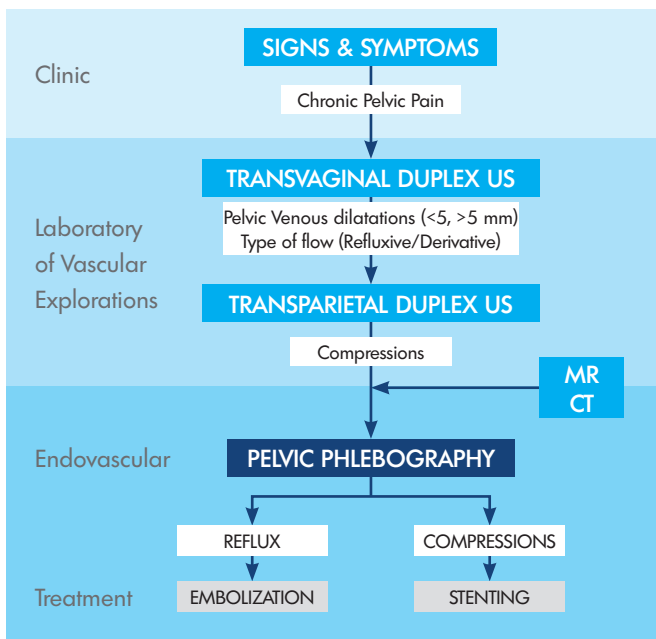 SIGNS & SYMPTOMS
Clinic
Chronic Pelvic Pain
TRANSVAGINAL DUPLEX US
Pelvic Venous dilatations (<5, >5 mm)
Type of flow (Refluxive/Derivative)
Laboratory
of Vascular
Explorations
TRANSPARIETAL DUPLEX US
Compressions
MR
CT
Endovascular
PELVIC PHLEBOGRAPHY
REFLUX
COMPRESSIONS
Treatment
EMBOLIZATION
STENTING